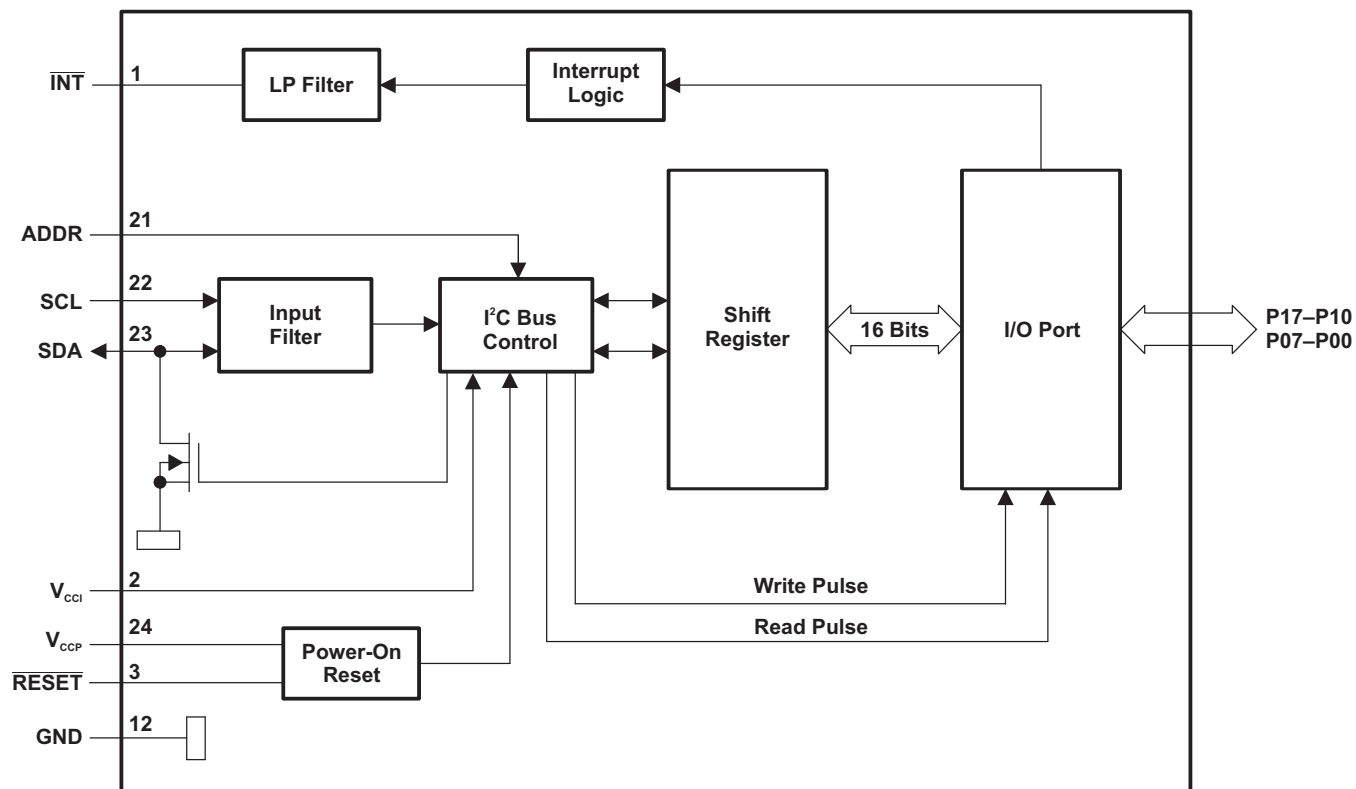 INT
1
LP Filter
Interrupt
Logic
ADDR
21
SCL
22
SDA
23
Input
Filter
I²C Bus
Control
Shift
Register
16 Bits
I/O Port
P17–P10
P07–P00
VCCI
2
Write Pulse
VCCP
24
Read Pulse
RESET
3
Power-On
Reset
GND
12